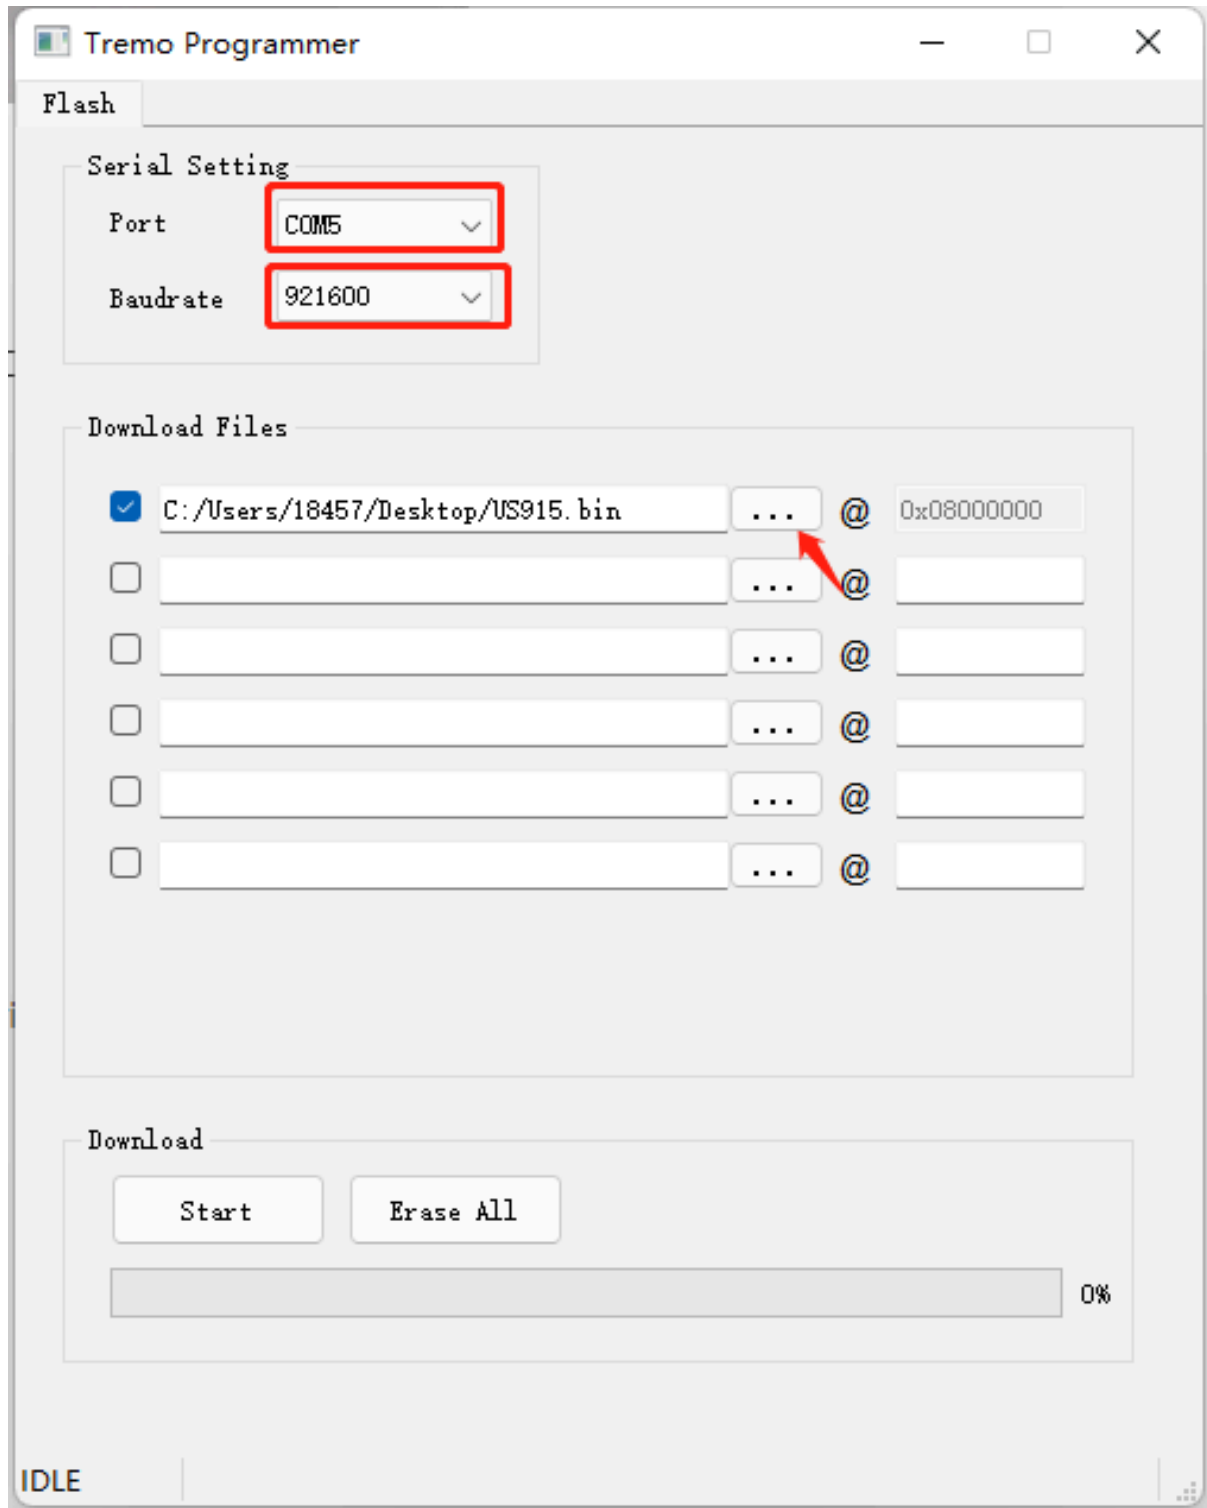 Tremo Programmer
Flash
Serial Setting
Port COM5
Baudrate 921600
Download Files
C:/Users/18457/Desktop/US915.bin ... @ 0x08000000
... @
... @
... @
... @
... @
Download
Start Erase All
0%
IDLE